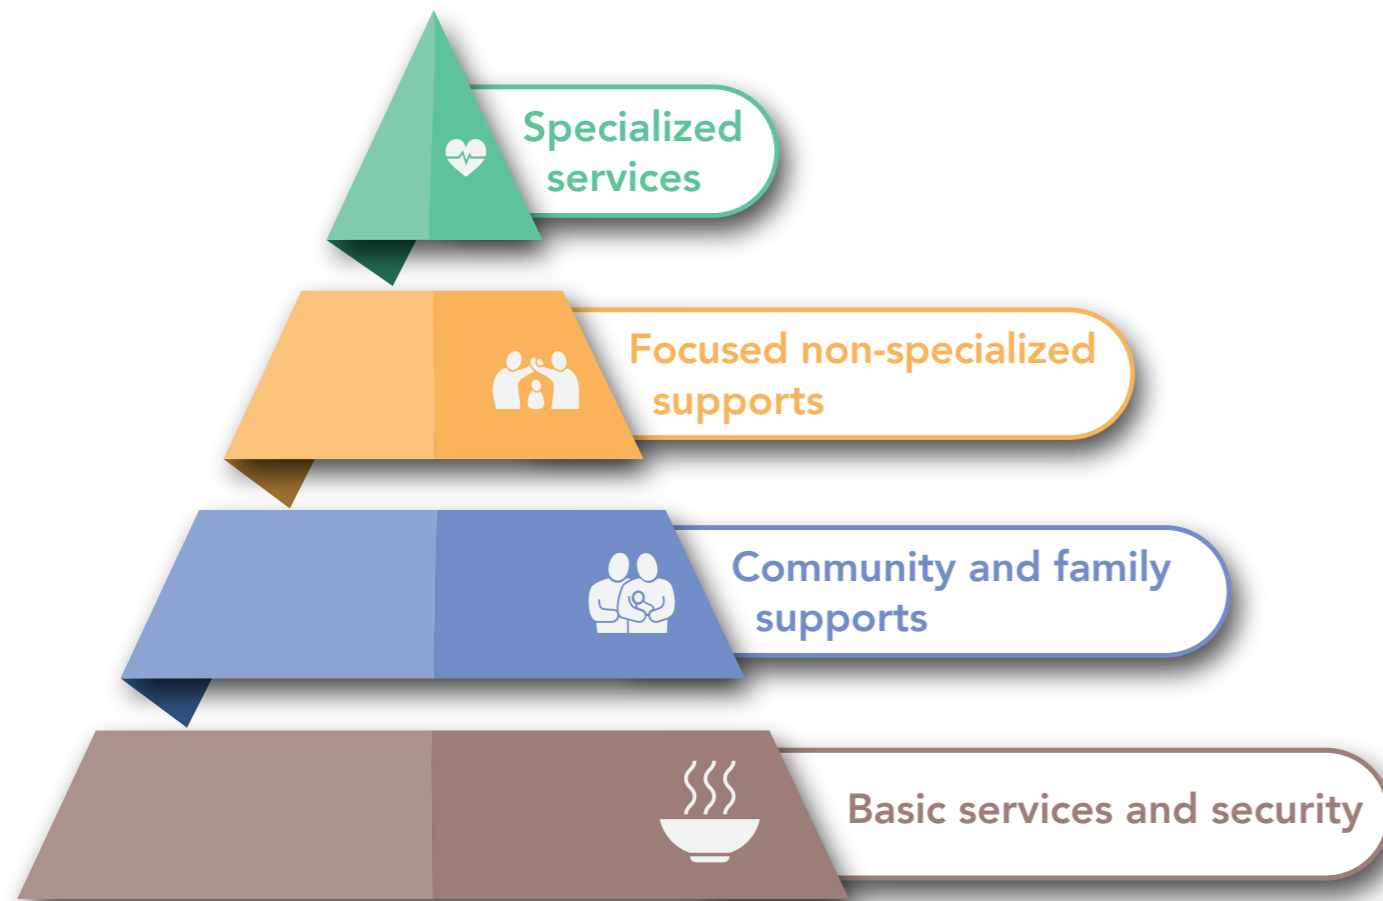 Specialized
services
Focused non-specialized
supports
Community and family
supports
Basic services and security